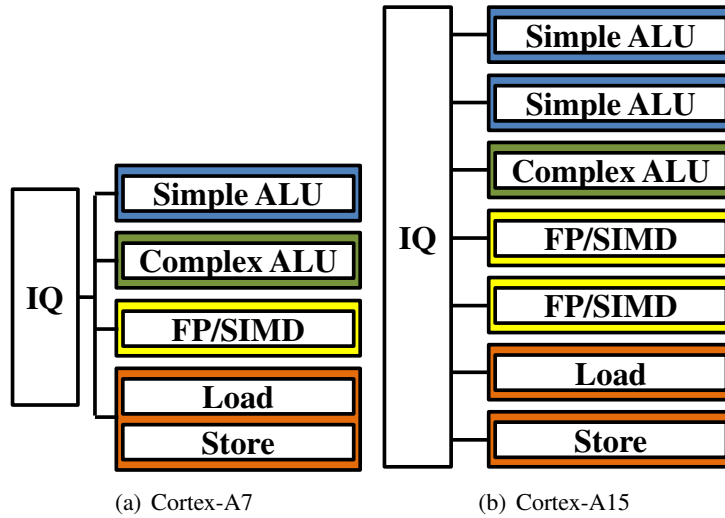 IQ
Simple ALU
Complex ALU
FP/SIMD
Load
Store
(a) Cortex-A7
IQ
Simple ALU
Simple ALU
Complex ALU
FP/SIMD
FP/SIMD
Load
Store
(b) Cortex-A15